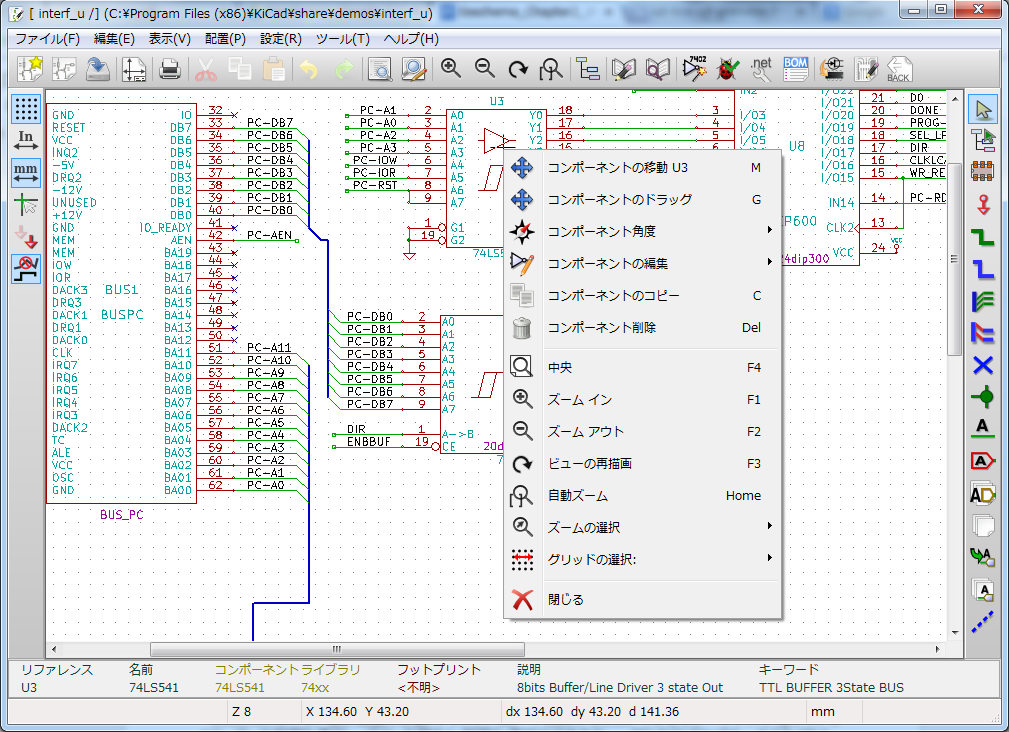 [ interf_u /] (C:¥Program Files (x86)¥KiCad¥share¥demos¥interf_u)
ファイル(F) 編集(E) 表示(V) 配置(P) 設定(R) ツール(T) ヘルプ(H)
7402
.net
BOM
BACK
In
mm
GND
RESET
VCC
INQ2
-5V
DRQ2
-12V
UNUSED
+12V
GND
MEM
MEM
IOW
IOR
DACK3
DRQ3
DACK1
DRQ1
DACK0
CLK
IRQ7
IRQ6
IRQ5
IRQ4
IRQ3
DACK2
TC
ALE
VCC
OSC
GND
BUS1
BUSPC
IO 32
DB7 33 PC-DB7
DB6 34 PC-DB6
DB5 35 PC-DB5
DB4 36 PC-DB4
DB3 37 PC-DB3
DB2 38 PC-DB2
DB1 39 PC-DB1
DB0 40 PC-DB0
IO_READY 41
AEN 42 PC-AEN
BA19 43
BA18 44
BA17 45
BA16 46
BA15 47
BA14 48
BA13 49
BA12 50
BA11 51 PC-A11
BA10 52 PC-A10
BA09 53 PC-A9
BA08 54 PC-A8
BA07 55 PC-A7
BA06 56 PC-A6
BA05 57 PC-A5
BA04 58 PC-A4
BA03 59 PC-A3
BA02 60 PC-A2
BA01 61 PC-A1
BA00 62 PC-A0
BUS_PC
U3
PC-A1 2 A0 Y0 18
PC-A0 3 A1 Y1 17
PC-A2 4 A2 16
PC-A3 5 A3 15
PC-IOW 6 A4
PC-IOR 7 A5
PC-RST 8 A6
9 A7
1 G1
19 G2
74LS5
PC-DB0 2 A0
PC-DB1 3 A1
PC-DB2 4 A2
PC-DB3 5 A3
PC-DB4 6 A4
PC-DB5 7 A5
PC-DB6 8 A6
PC-DB7 9 A7
DIR 1 A->B
ENBBUF 19 CE
20d
IN2
3 I/O3
4 I/O4
5 I/O5
U8
I/O22
I/O21 21 DO
I/O20 20 DONE
I/O19 19 PROG-
I/O18 18 SEL_LP
I/O17 17 DIR
I/O16 16 CLKLCA
I/O15 15 WR_RE
IN14 14 PC-RD
CLK2 13
VCC 24 VCC
P600
24dip300
コンポーネントの移動 U3 M
コンポーネントのドラッグ G
コンポーネント角度
コンポーネントの編集
コンポーネントのコピー C
コンポーネント削除 Del
中央 F4
ズーム イン F1
ズーム アウト F2
ビューの再描画 F3
自動ズーム Home
ズームの選択
グリッドの選択:
閉じる
A
A
A
A
A
リファレンス 名前 コンポーネント ライブラリ フットプリント 説明 キーワード
U3 74LS541 74LS541 74xx <不明> 8bits Buffer/Line Driver 3 state Out TTL BUFFER 3State BUS
Z 8 X 134.60 Y 43.20 dx 134.60 dy 43.20 d 141.36 mm